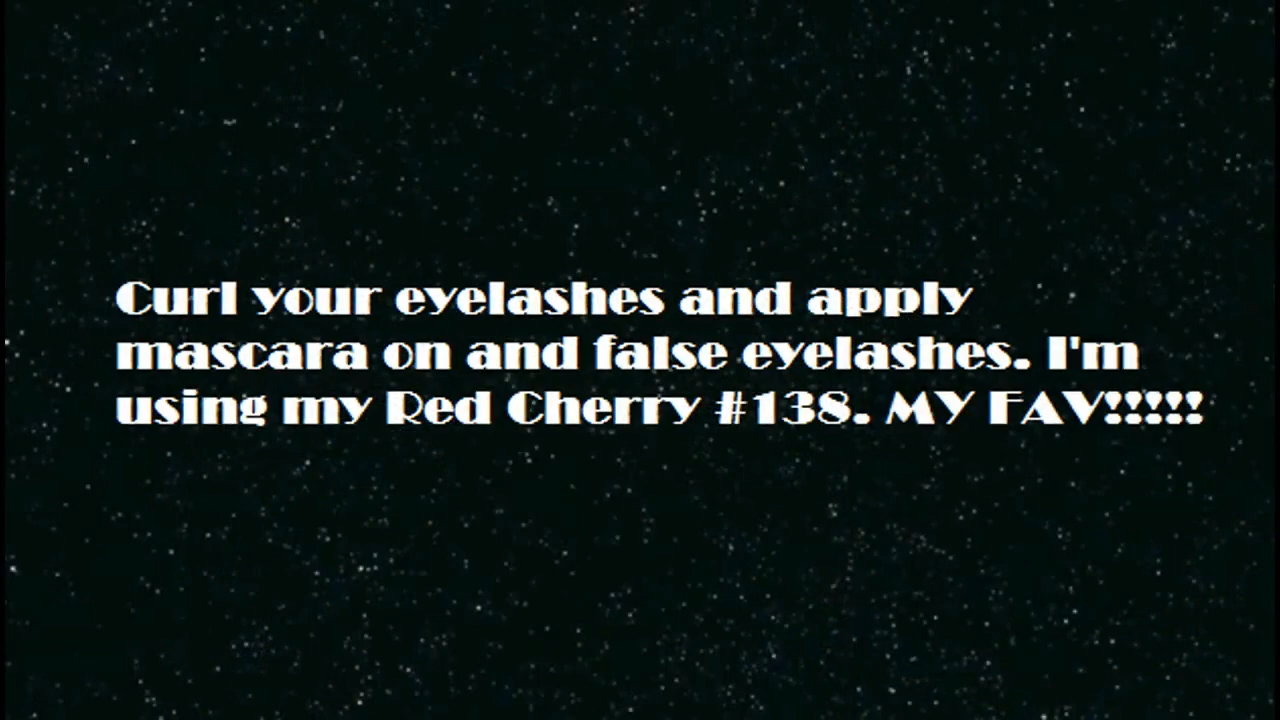 Curl your eyelashes and apply
mascara on and false eyelashes. I'm
using my Red Cherry #138. MY FAV!!!!!